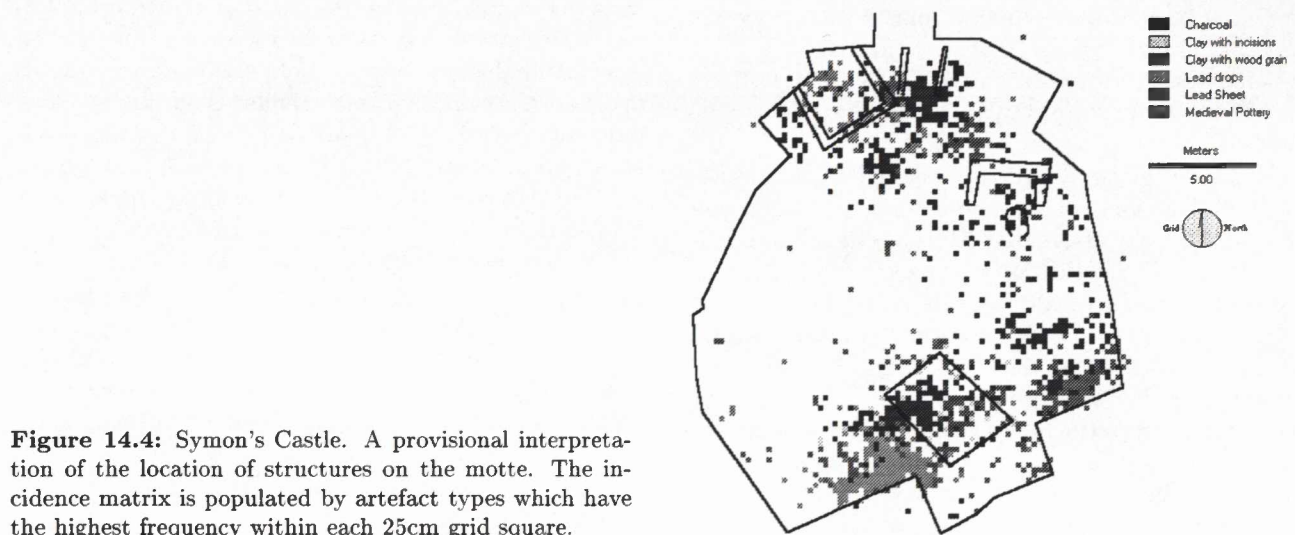 Charcoal
Clay with incisions
Clay with wood grain
Lead drops
Lead Sheet
Medieval Pottery
Meters
5.00
Grid North
Figure 14.4: Symon's Castle. A provisional interpreta-
tion of the location of structures on the motte. The in-
cidence matrix is populated by artefact types which have
the highest frequency within each 25cm grid square.